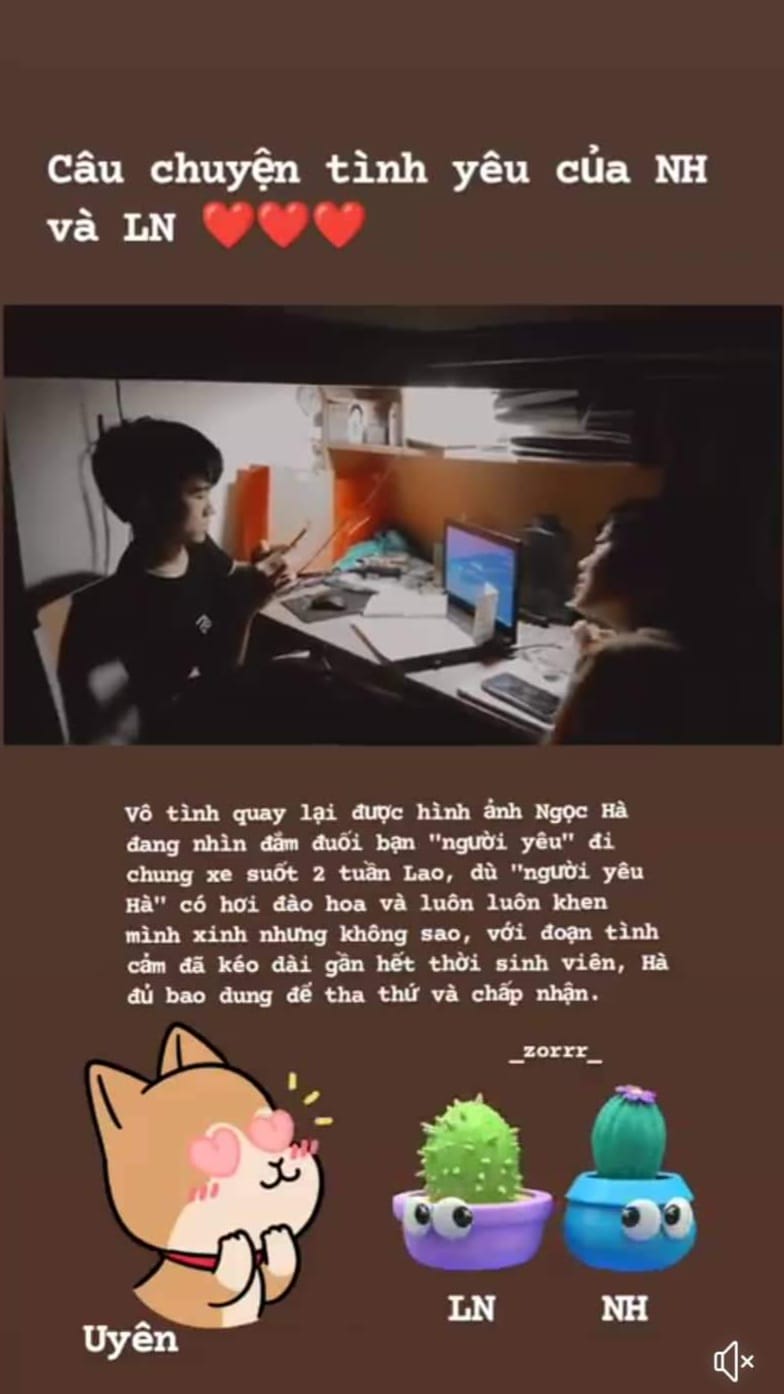 Câu chuyện tình yêu của NH
và LN ❤️❤️❤️
Vô tình quay lại được hình ảnh Ngọc Hà
đang nhìn đắm đuối bạn "người yêu" đi
chung xe suốt 2 tuần Lao, dù "người yêu
Hà" có hơi đào hoa và luôn luôn khen
mình xinh nhưng không sao, với đoạn tình
cảm đã kéo dài gần hết thời sinh viên, Hà
đủ bao dung để tha thứ và chấp nhận.
_zorrr_
LN NH
Uyên